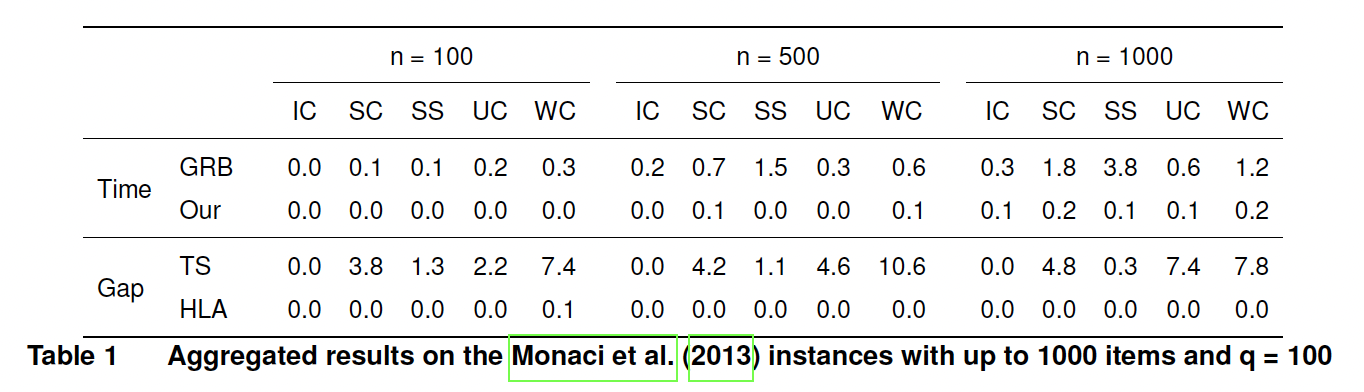 n = 100 n = 500 n = 1000
IC SC SS UC WC IC SC SS UC WC IC SC SS UC WC
Time
GRB 0.0 0.1 0.1 0.2 0.3 0.2 0.7 1.5 0.3 0.6 0.3 1.8 3.8 0.6 1.2
Our 0.0 0.0 0.0 0.0 0.0 0.0 0.1 0.0 0.0 0.1 0.1 0.2 0.1 0.1 0.2
Gap
TS 0.0 3.8 1.3 2.2 7.4 0.0 4.2 1.1 4.6 10.6 0.0 4.8 0.3 7.4 7.8
HLA 0.0 0.0 0.0 0.0 0.1 0.0 0.0 0.0 0.0 0.0 0.0 0.0 0.0 0.0 0.0
Table 1 Aggregated results on the Monaci et al. (2013) instances with up to 1000 items and q = 100